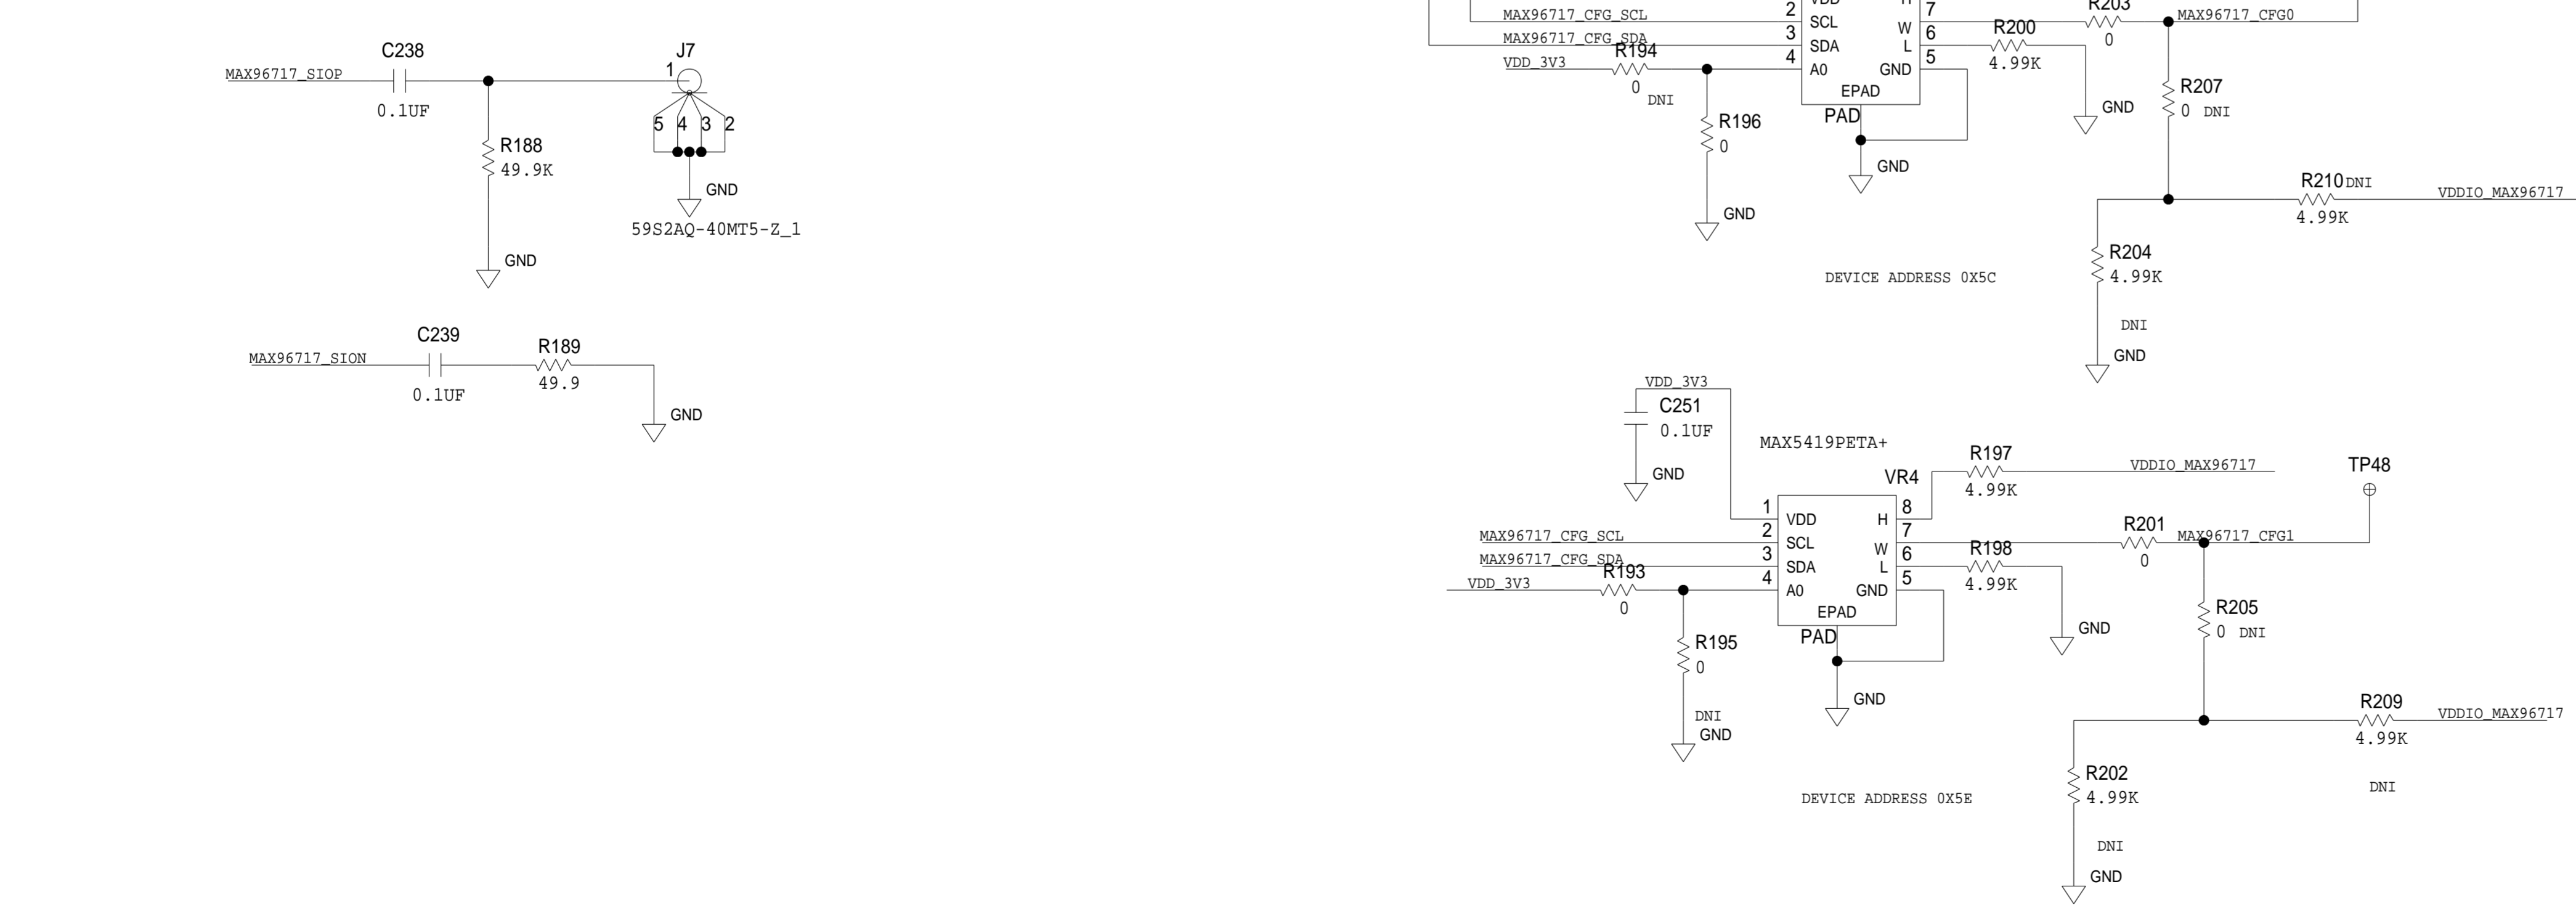 C238
MAX96717_SIOP
0.1UF
R188
49.9K
GND
J7
1
5 4 3 2
GND
59S2AQ-40MT5-Z_1
C239
MAX96717_SION
0.1UF
R189
49.9
GND
MAX96717_CFG_SCL
MAX96717_CFG_SDA
VDD_3V3
R194
0
DNI
R196
0
GND
2
3
4
VDD
SCL
SDA
A0
H
W
L
GND
EPAD
PAD
7
6
5
GND
R200
4.99K
GND
R203
0
MAX96717_CFG0
R207
0 DNI
R210 DNI
4.99K
VDDIO_MAX96717
R204
4.99K
DNI
GND
DEVICE ADDRESS 0X5C
VDD_3V3
C251
0.1UF
GND
MAX5419PETA+
VR4
MAX96717_CFG_SCL
MAX96717_CFG_SDA
VDD_3V3
R193
0
R195
0
DNI
GND
1
2
3
4
VDD
SCL
SDA
A0
H
W
L
GND
EPAD
PAD
8
7
6
5
GND
R197
4.99K
VDDIO_MAX96717
R198
4.99K
GND
R201
0
MAX96717_CFG1
TP48
R205
0 DNI
R209
4.99K
VDDIO_MAX96717
DNI
R202
4.99K
DNI
GND
DEVICE ADDRESS 0X5E